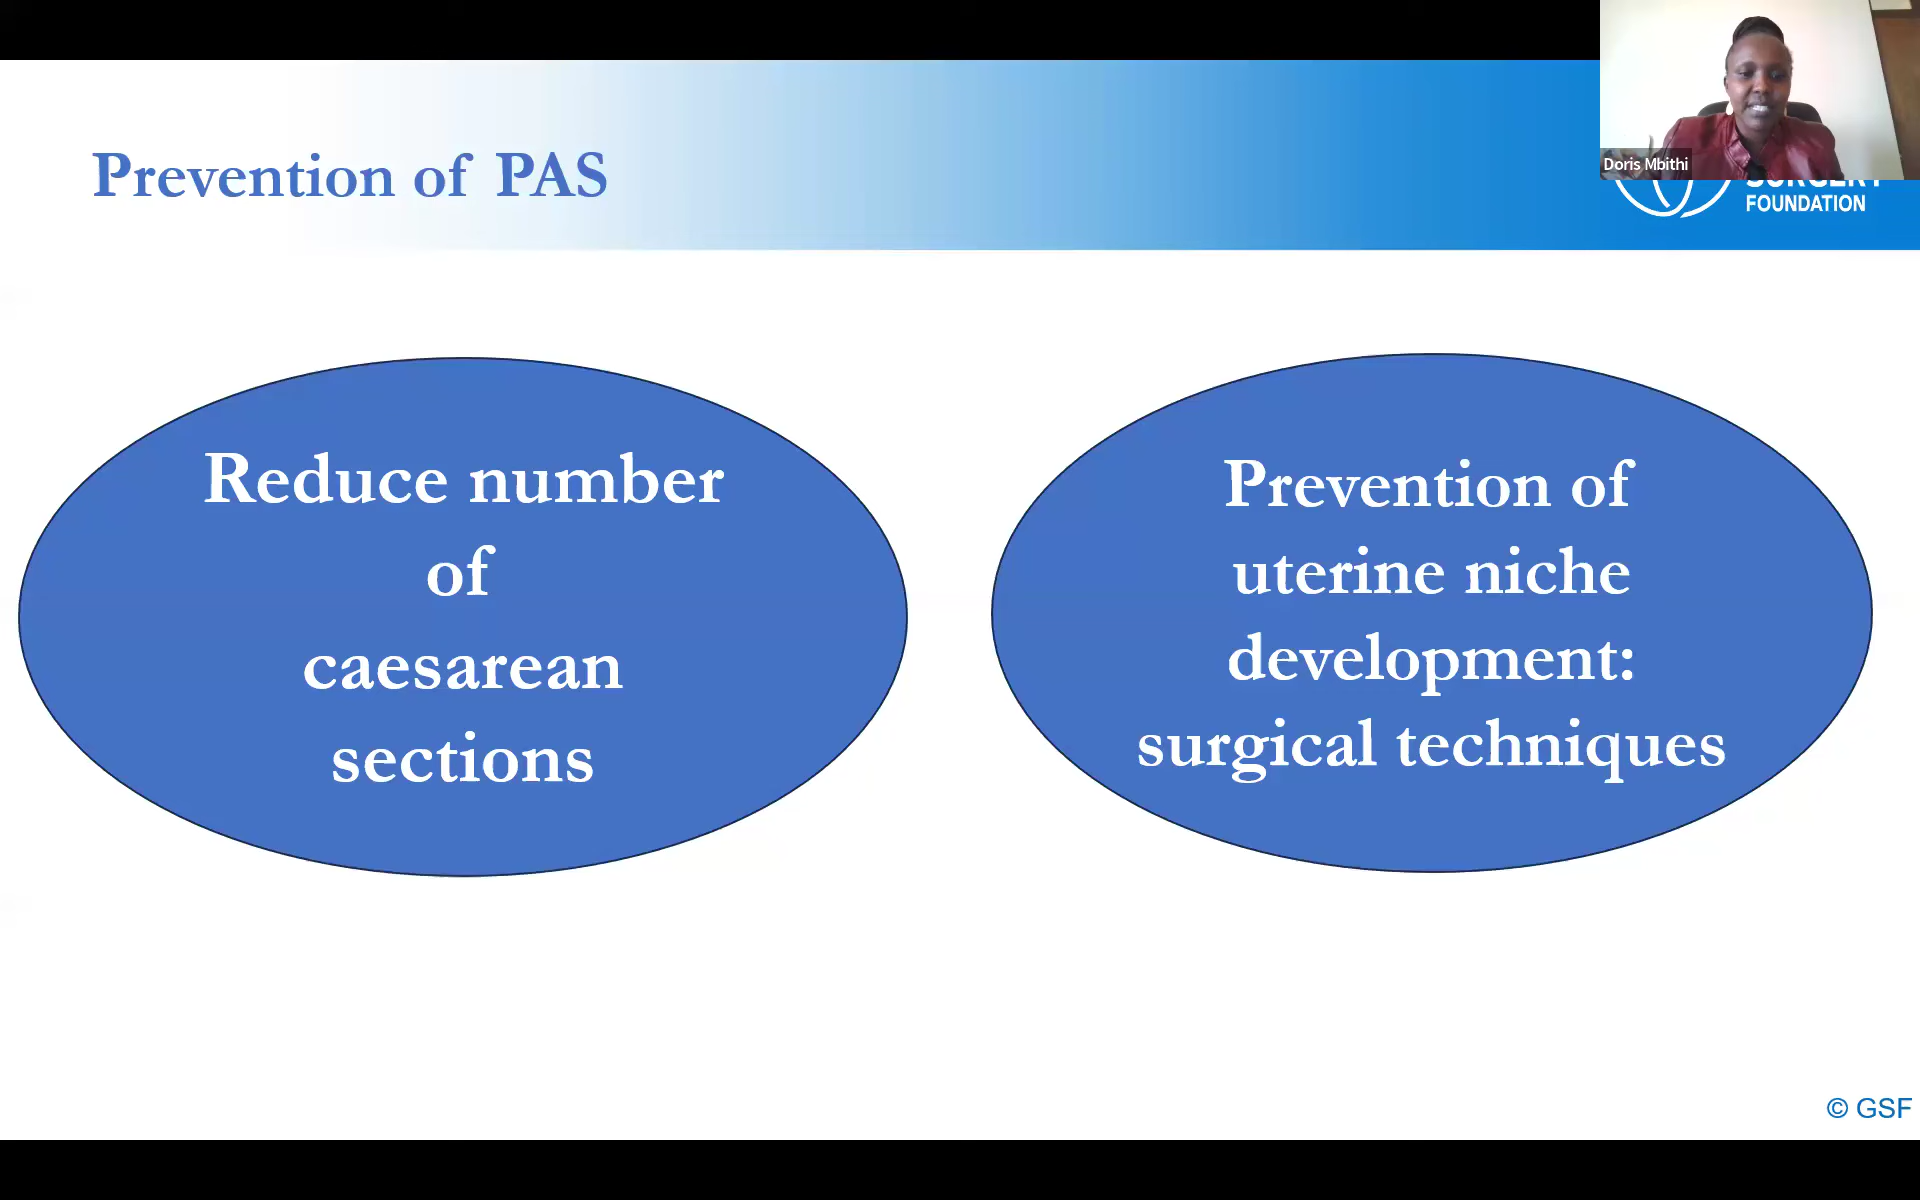 Prevention of PAS
Doris Mbithi
FOUNDATION
Reduce number
of
caesarean
sections
Prevention of
uterine niche
development:
surgical techniques
© GSF